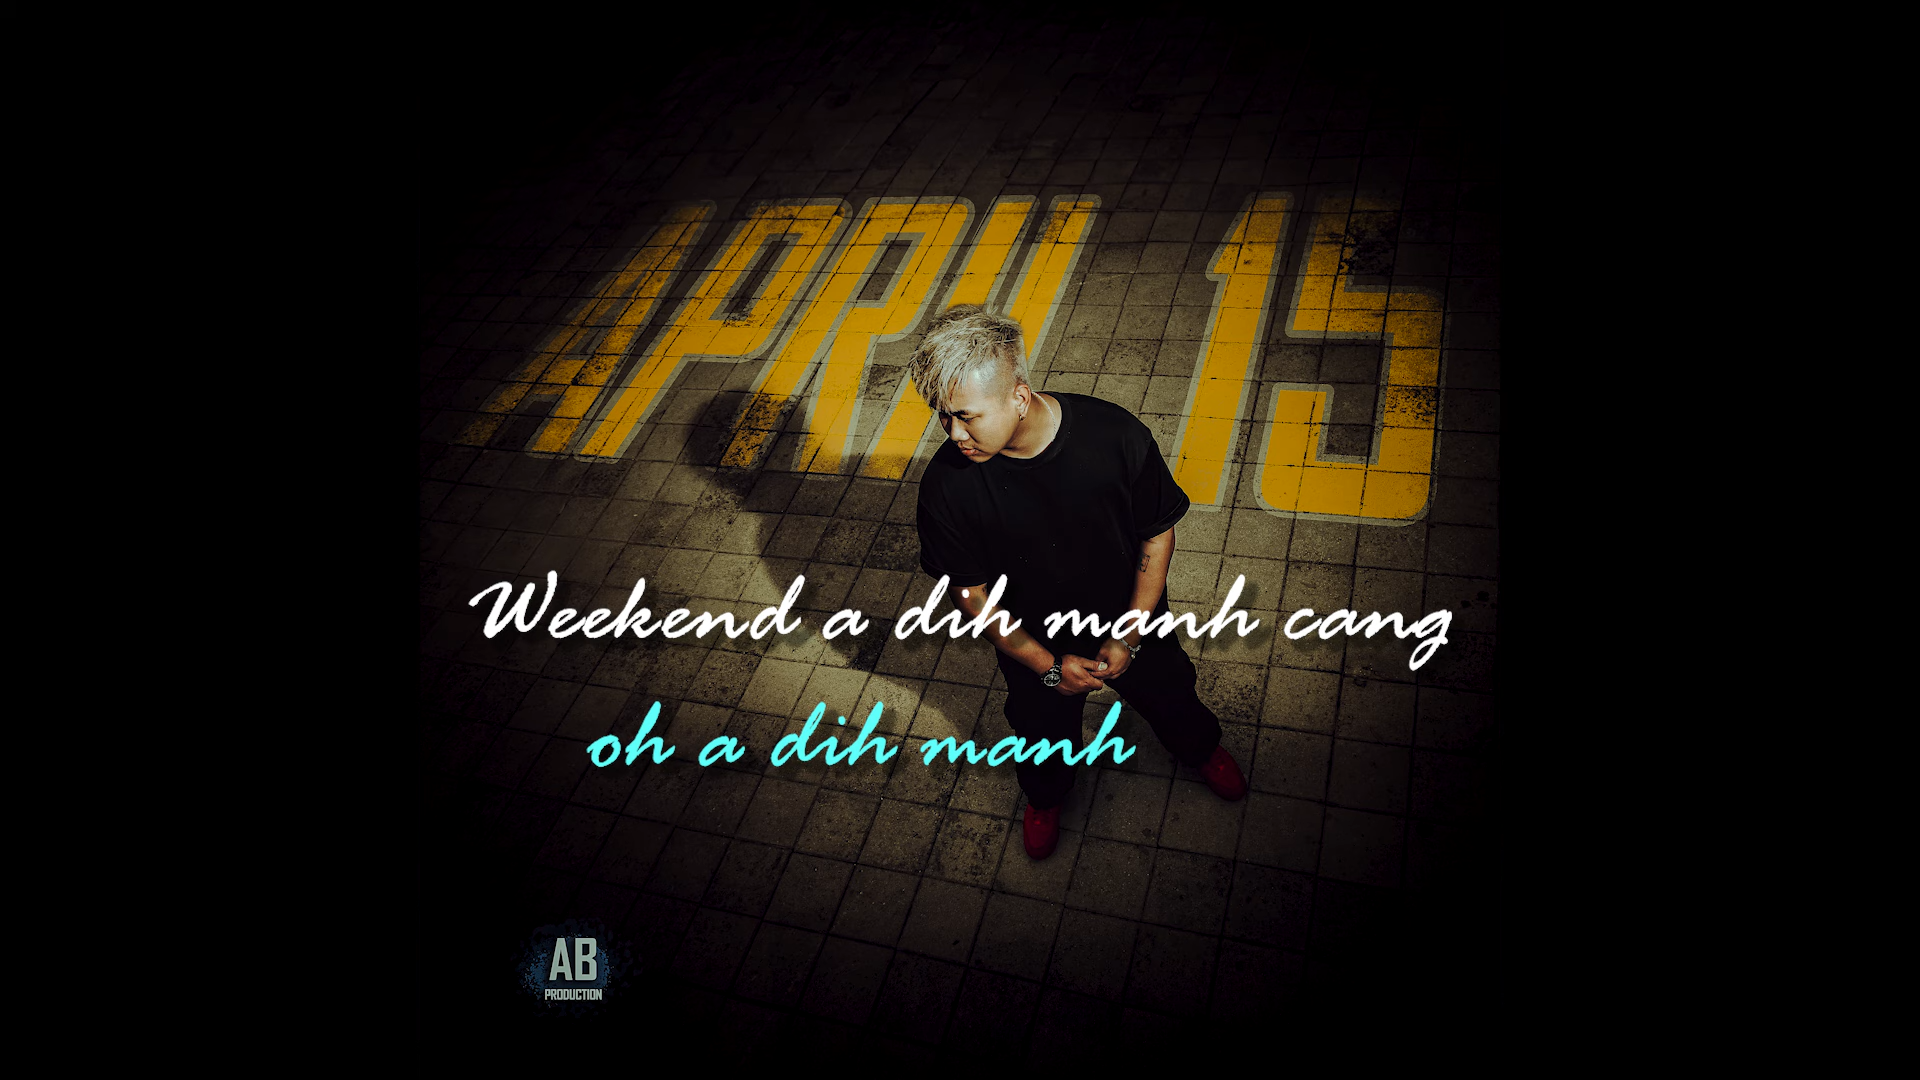 APRIL 15
Weekend a dih manh cang
oh a dih manh
AB
PRODUCTION